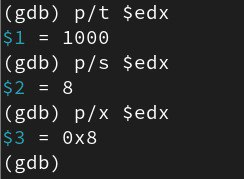 (gdb) p/t $edx
$1 = 1000
(gdb) p/s $edx
$2 = 8
(gdb) p/x $edx
$3 = 0x8
(gdb)